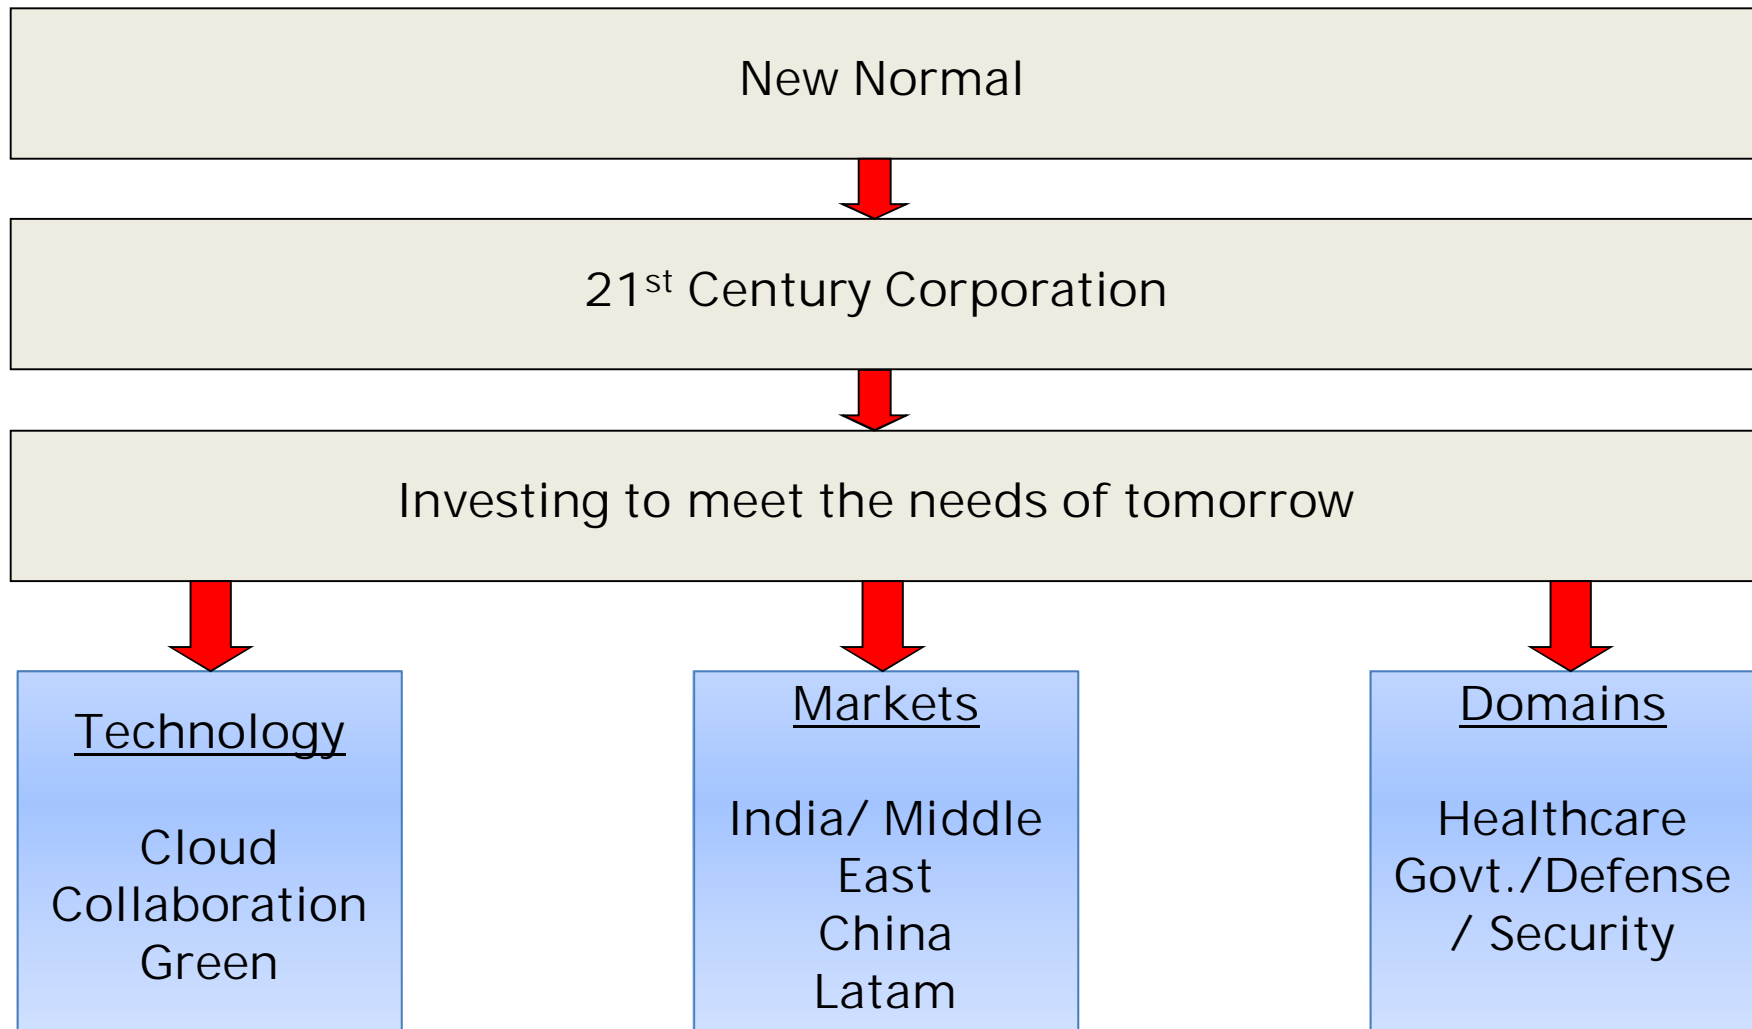 New Normal
21st Century Corporation
Investing to meet the needs of tomorrow
Technology
Cloud
Collaboration
Green
Markets
India/ Middle
East
China
Latam
Domains
Healthcare
Govt./Defense
/ Security